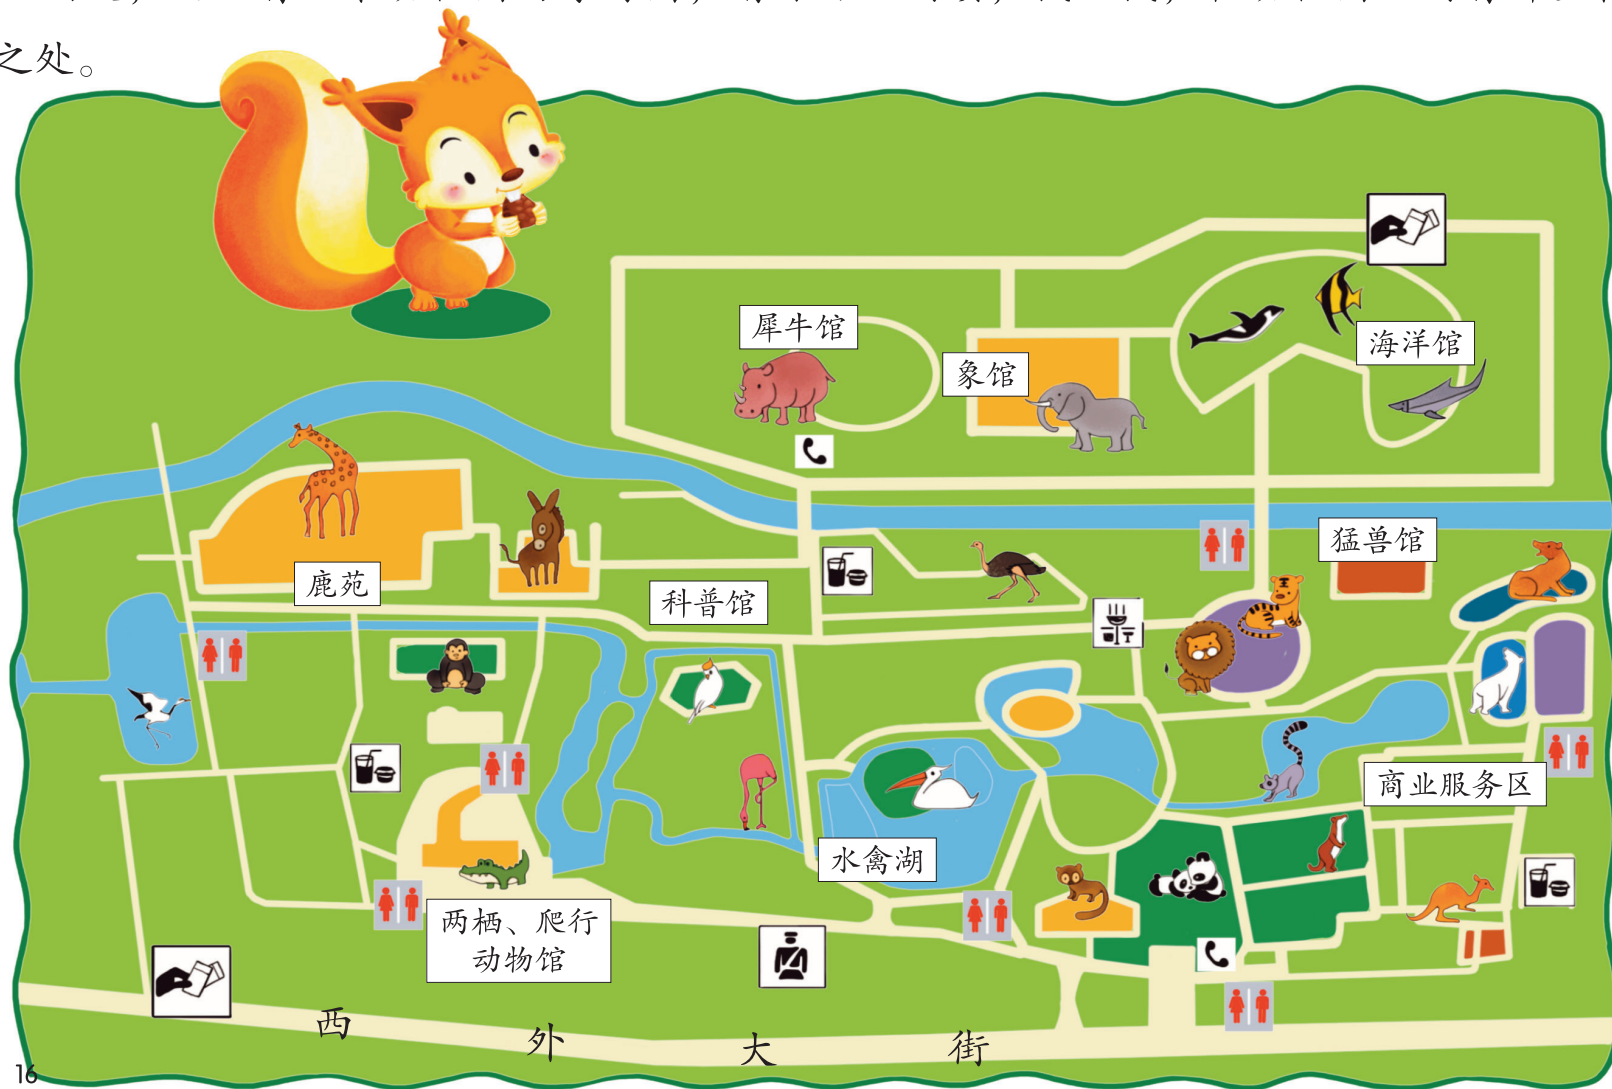 之处。
犀牛馆
象馆
海洋馆
鹿苑
科普馆
猛兽馆
商业服务区
水禽湖
两栖、爬行
动物馆
西外大街
16